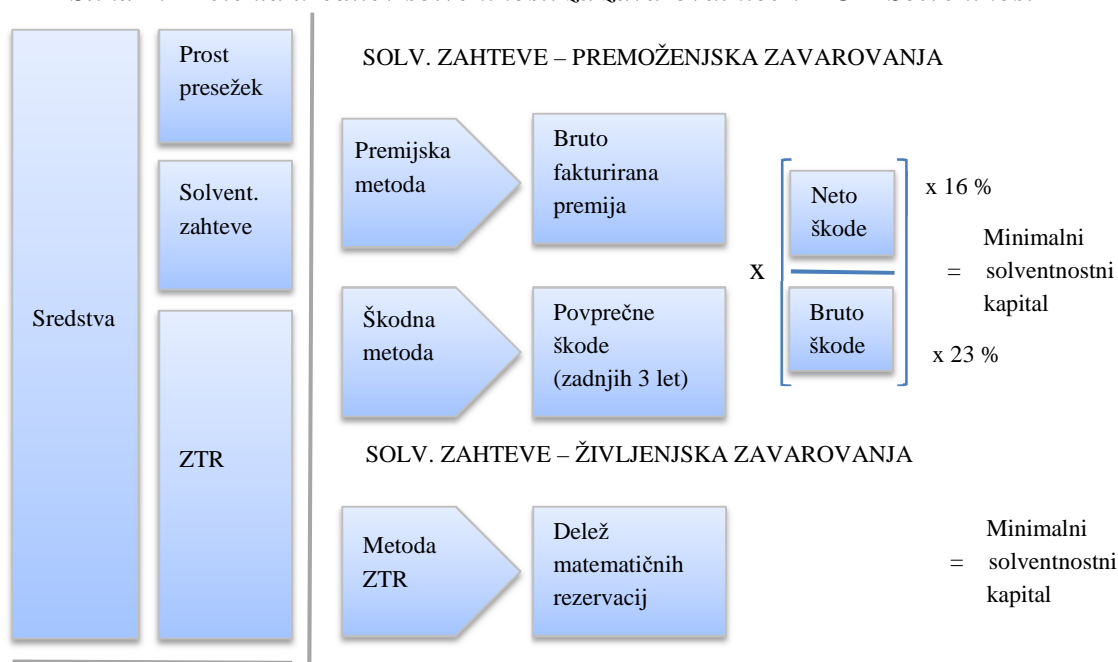 Sredstva
Prost
presežek
Solvent.
zahteve
ZTR
SOLV. ZAHTEVE – PREMOŽENJSKA ZAVAROVANJA
Premijska
metoda
Bruto
fakturirana
premija
Škodna
metoda
Povprečne
škode
(zadnjih 3 let)
x
Neto
škode
Bruto
škode
x 16 %
x 23 %
Minimalni
= solventnostni
kapital
SOLV. ZAHTEVE – ŽIVLJENJSKA ZAVAROVANJA
Metoda
ZTR
Delež
matematičnih
rezervacij
Minimalni
= solventnostni
kapital